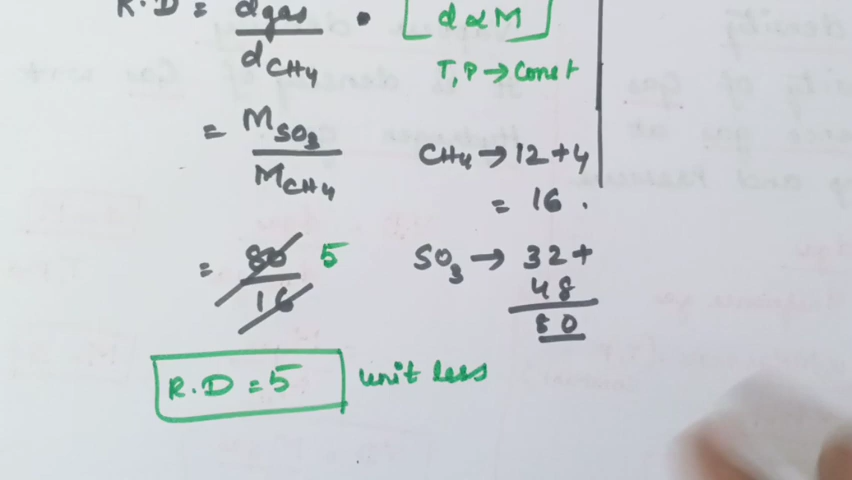 R.D = dgas / dCH4 . d ∝ M
T, P → Const
= MSO3 / MCH4
CH4 → 12 + 4
= 16 .
= 80 / 16 5
SO3 → 32 +
48
80
R.D = 5 unit less